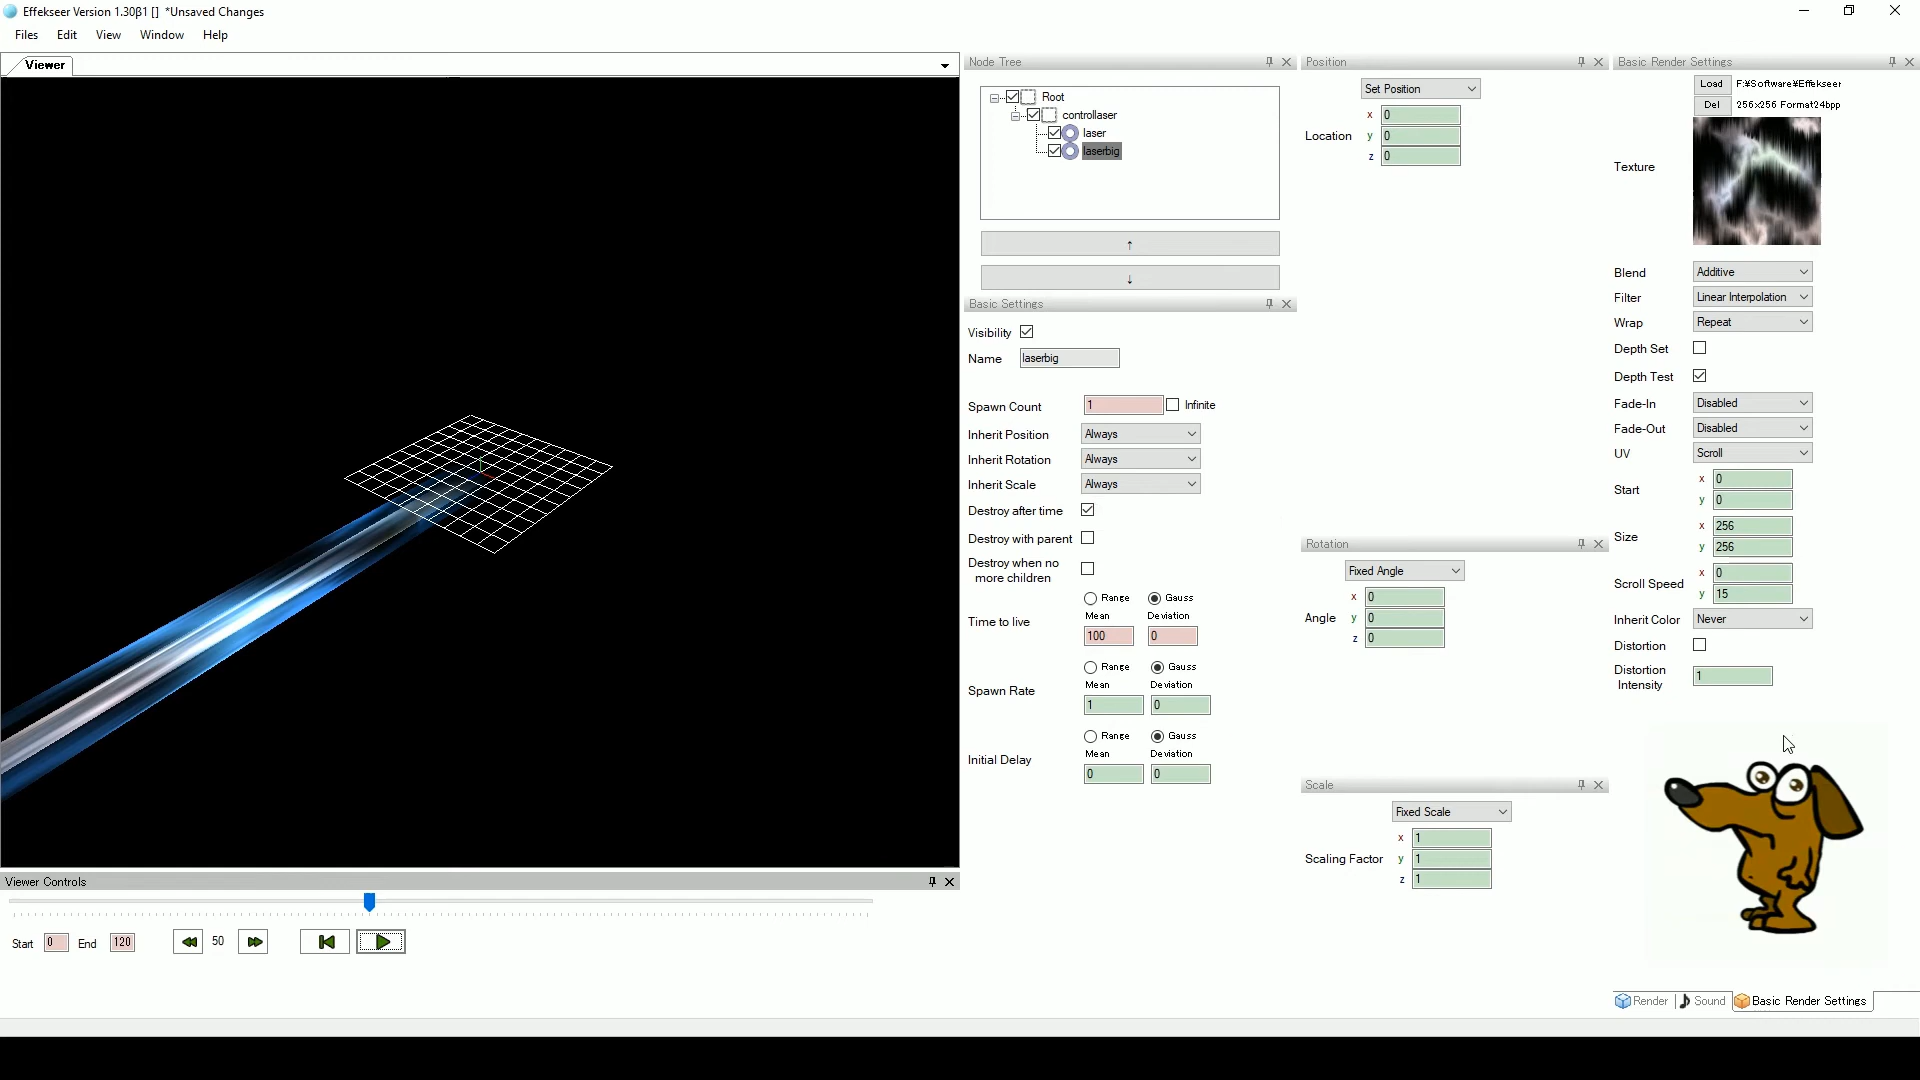 Effekseer Version 1.30β1 [] *Unsaved Changes
Files Edit View Window Help
Viewer
Node Tree
Root
controllaser
laser
laserbig
↑
↓
Basic Settings
Visibility
Name laserbig
Spawn Count 1 Infinite
Inherit Position Always
Inherit Rotation Always
Inherit Scale Always
Destroy after time
Destroy with parent
Destroy when no
more children
Range Gauss
Mean Deviation
Time to live
100 0
Range Gauss
Mean Deviation
Spawn Rate
1 0
Range Gauss
Mean Deviation
Initial Delay
0 0
Position
Set Position
x 0
Location y 0
z 0
Rotation
Fixed Angle
x 0
Angle y 0
z 0
Scale
Fixed Scale
x 1
Scaling Factor y 1
z 1
Basic Render Settings
Load F:¥Software¥Effekseer
Del 256x256 Format24bpp
Texture
Blend Additive
Filter Linear Interpolation
Wrap Repeat
Depth Set
Depth Test
Fade-In Disabled
Fade-Out Disabled
UV Scroll
x 0
Start
y 0
x 256
Size
y 256
x 0
Scroll Speed
y 15
Inherit Color Never
Distortion
Distortion
Intensity
1
Render Sound Basic Render Settings
Viewer Controls
Start 0 End 120 50